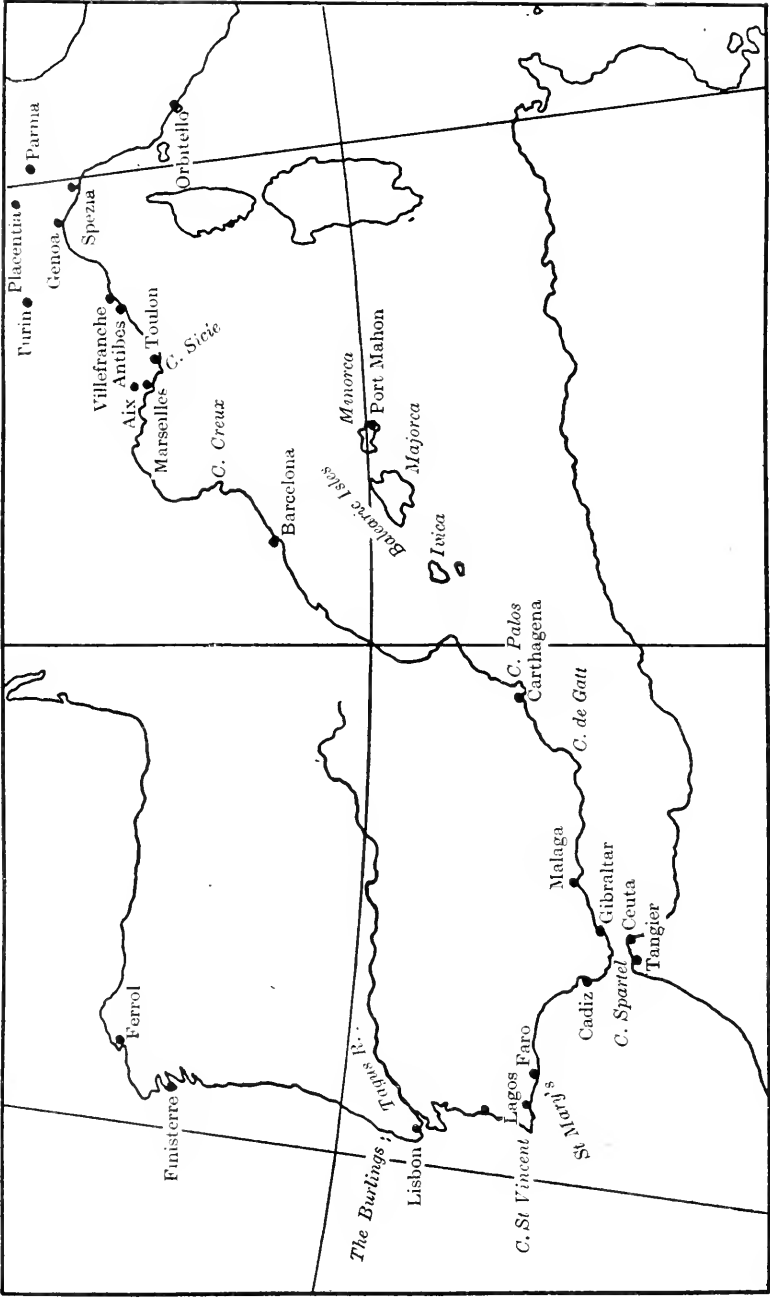 Parma
Placentia
Turin
Genoa
Spezia
Orbitello
Villefranche
Antibes
Toulon
C. Sicie
Aix
Marseilles
C. Creux
Barcelona
Minorca
Port Mahon
Balearic Isles
Majorca
Ivica
C. Palos
Carthagena
C. de Gatt
Malaga
Gibraltar
Ceuta
Tangier
C. Spartel
Cadiz
Ferrol
Finisterre
Tagus R.
The Burlings
Lisbon
Lagos
Faro
C. St Vincent
St Mary's